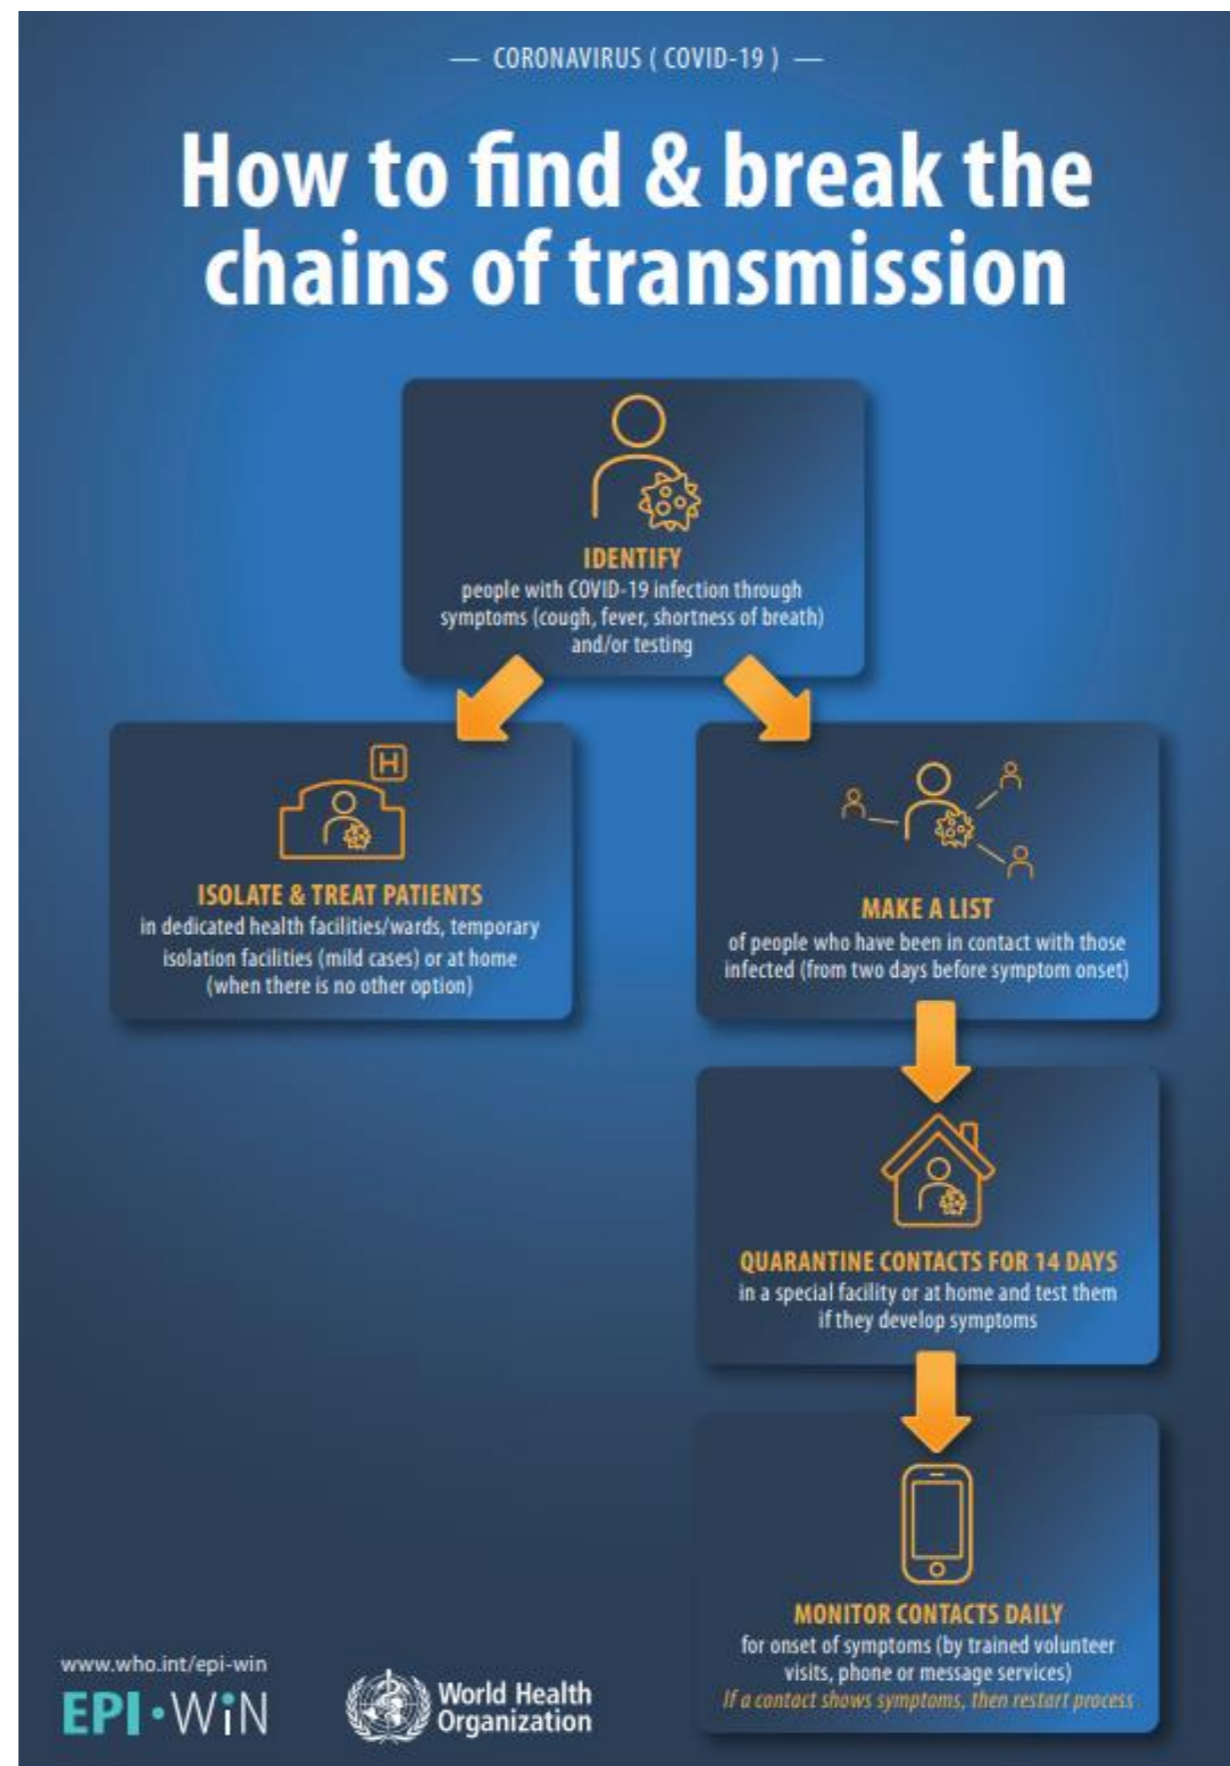 — CORONAVIRUS ( COVID-19 ) —
How to find & break the
chains of transmission
IDENTIFY
people with COVID-19 infection through
symptoms (cough, fever, shortness of breath)
and/or testing
H
ISOLATE & TREAT PATIENTS
in dedicated health facilities/wards, temporary
isolation facilities (mild cases) or at home
(when there is no other option)
MAKE A LIST
of people who have been in contact with those
infected (from two days before symptom onset)
QUARANTINE CONTACTS FOR 14 DAYS
in a special facility or at home and test them
if they develop symptoms
MONITOR CONTACTS DAILY
for onset of symptoms (by trained volunteer
visits, phone or message services)
If a contact shows symptoms, then restart process
www.who.int/epi-win
EPI•WiN
World Health
Organization